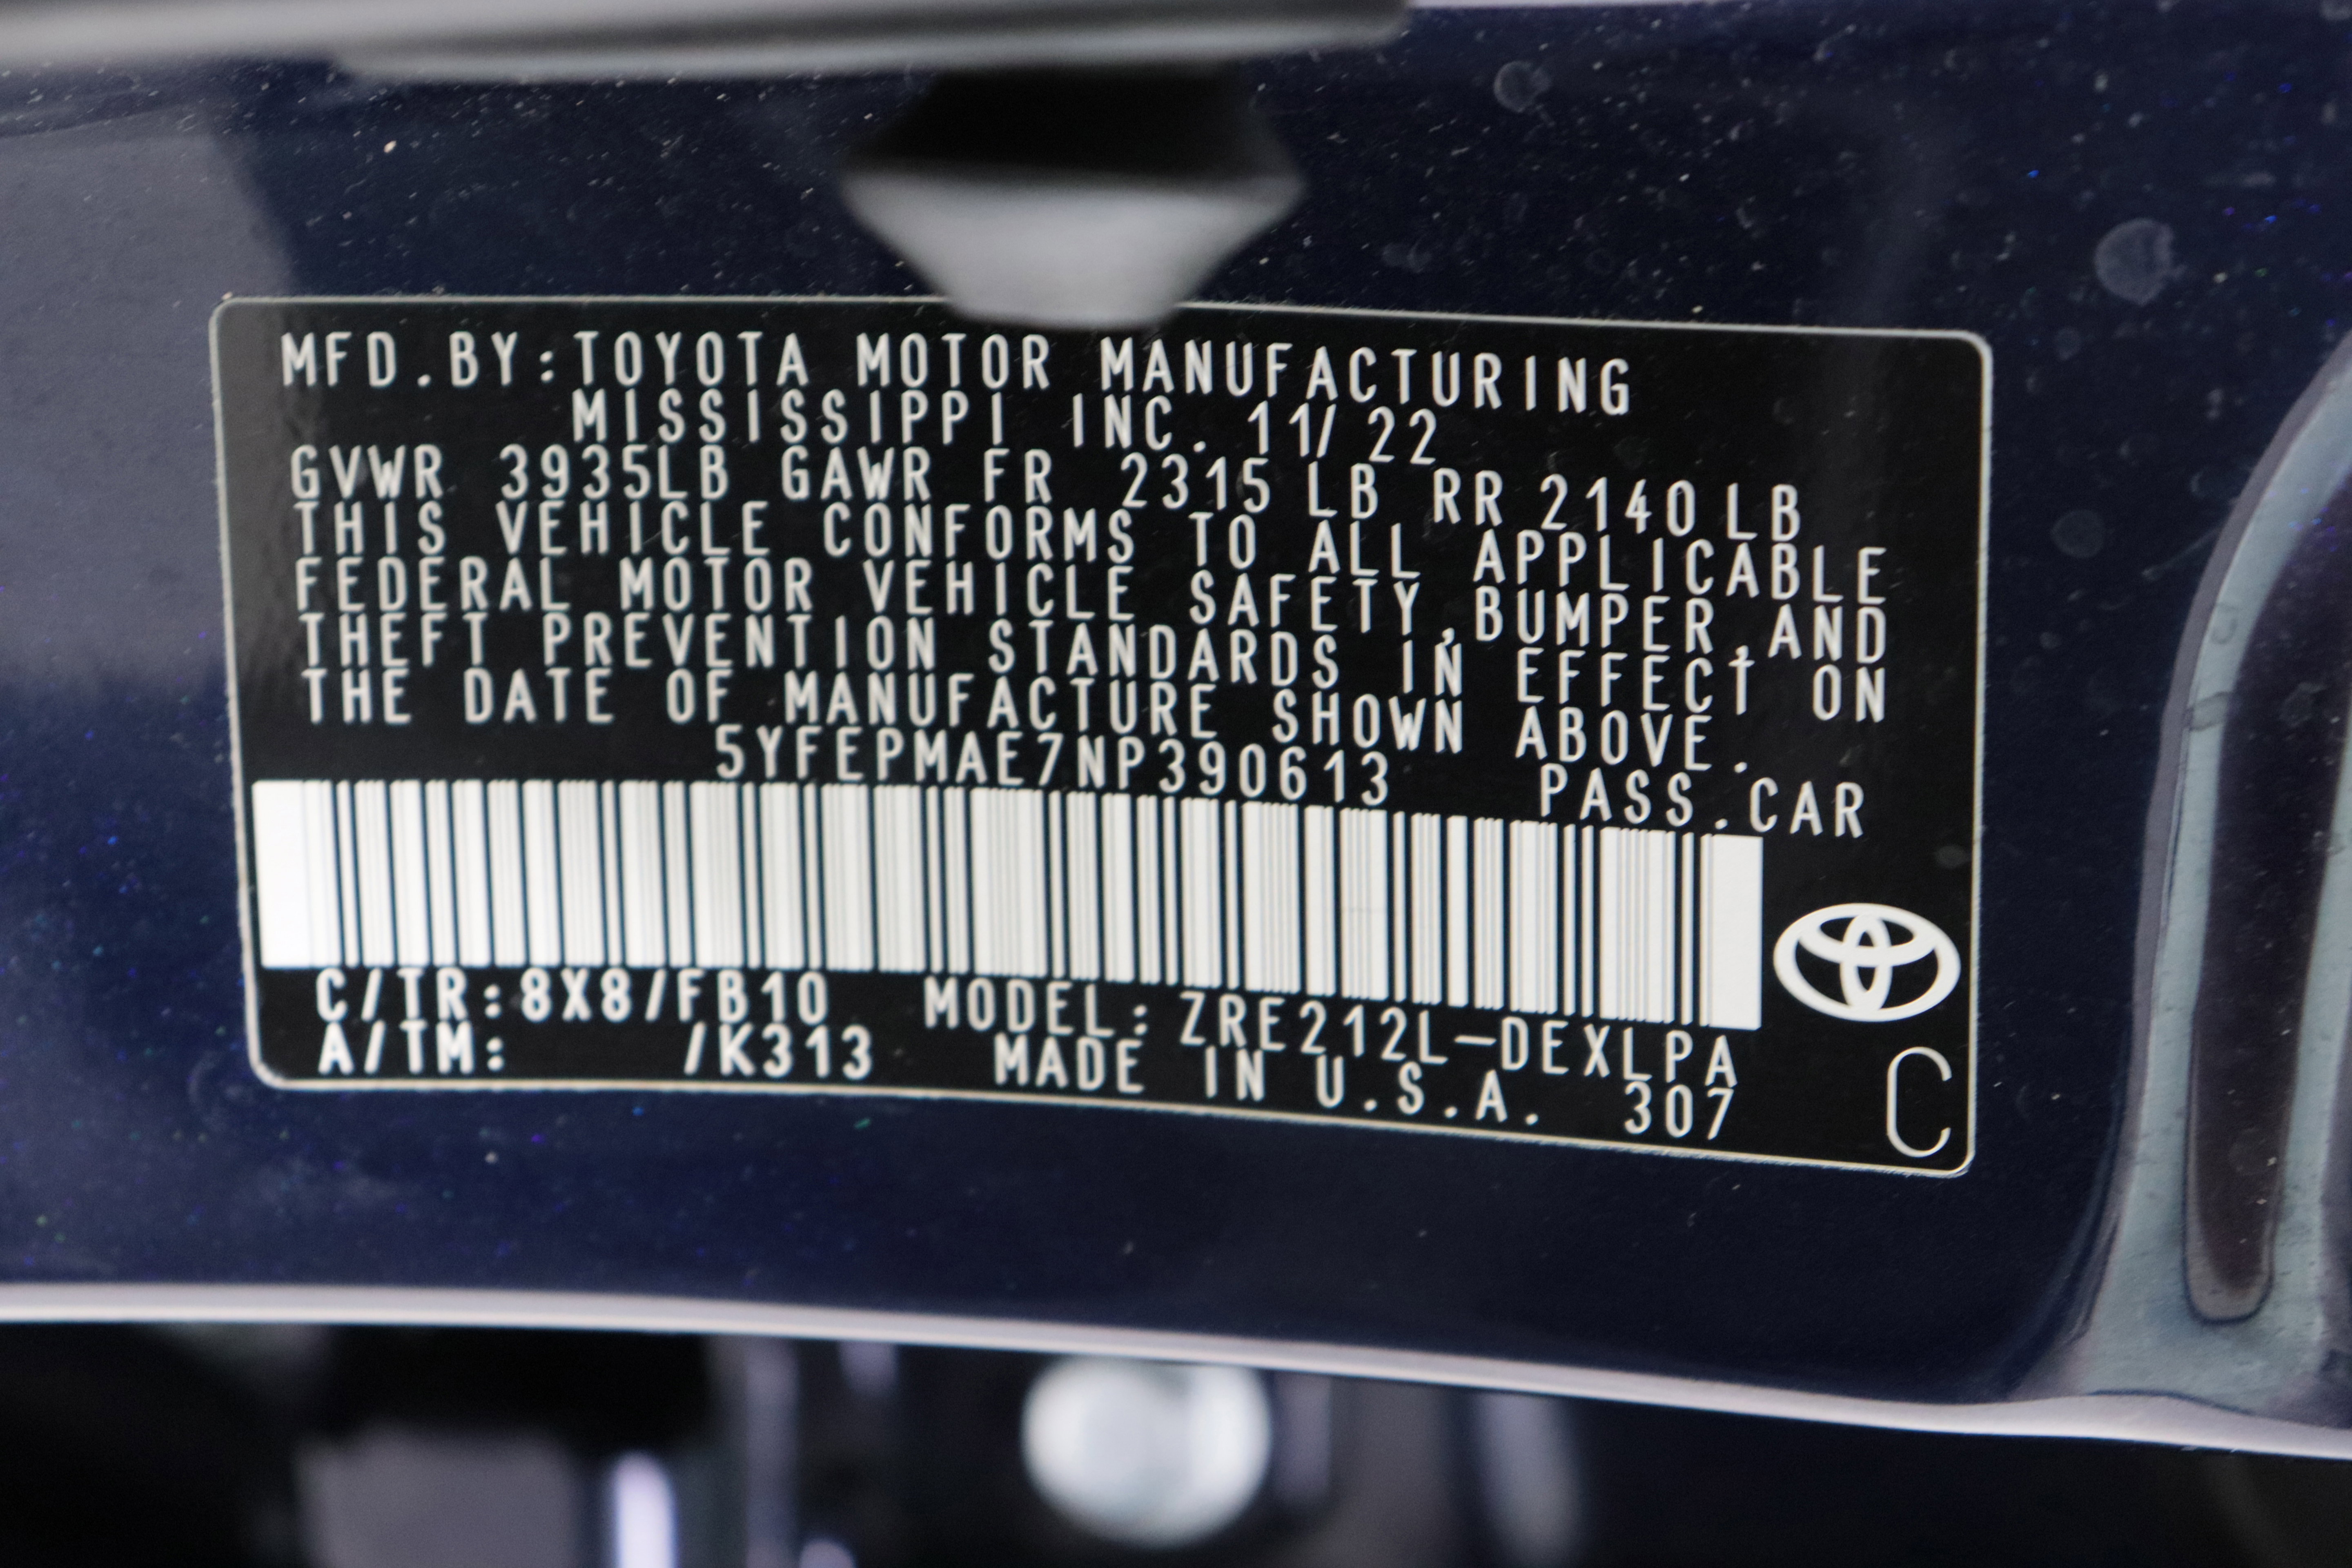 MFD.BY:TOYOTA MOTOR MANUFACTURING
MISSISSIPPI INC. 11/22
GVWR 3935LB GAWR FR 2315 LB RR 2140 LB
THIS VEHICLE CONFORMS TO ALL APPLICABLE
FEDERAL MOTOR VEHICLE SAFETY,BUMPER,AND
THEFT PREVENTION STANDARDS IN EFFECT ON
THE DATE OF MANUFACTURE SHOWN ABOVE.
5YFEPMAE7NP390613 PASS.CAR
C/TR:8X8/FB10 MODEL:ZRE212L-DEXLPA
A/TM: /K313 MADE IN U.S.A. 307
C